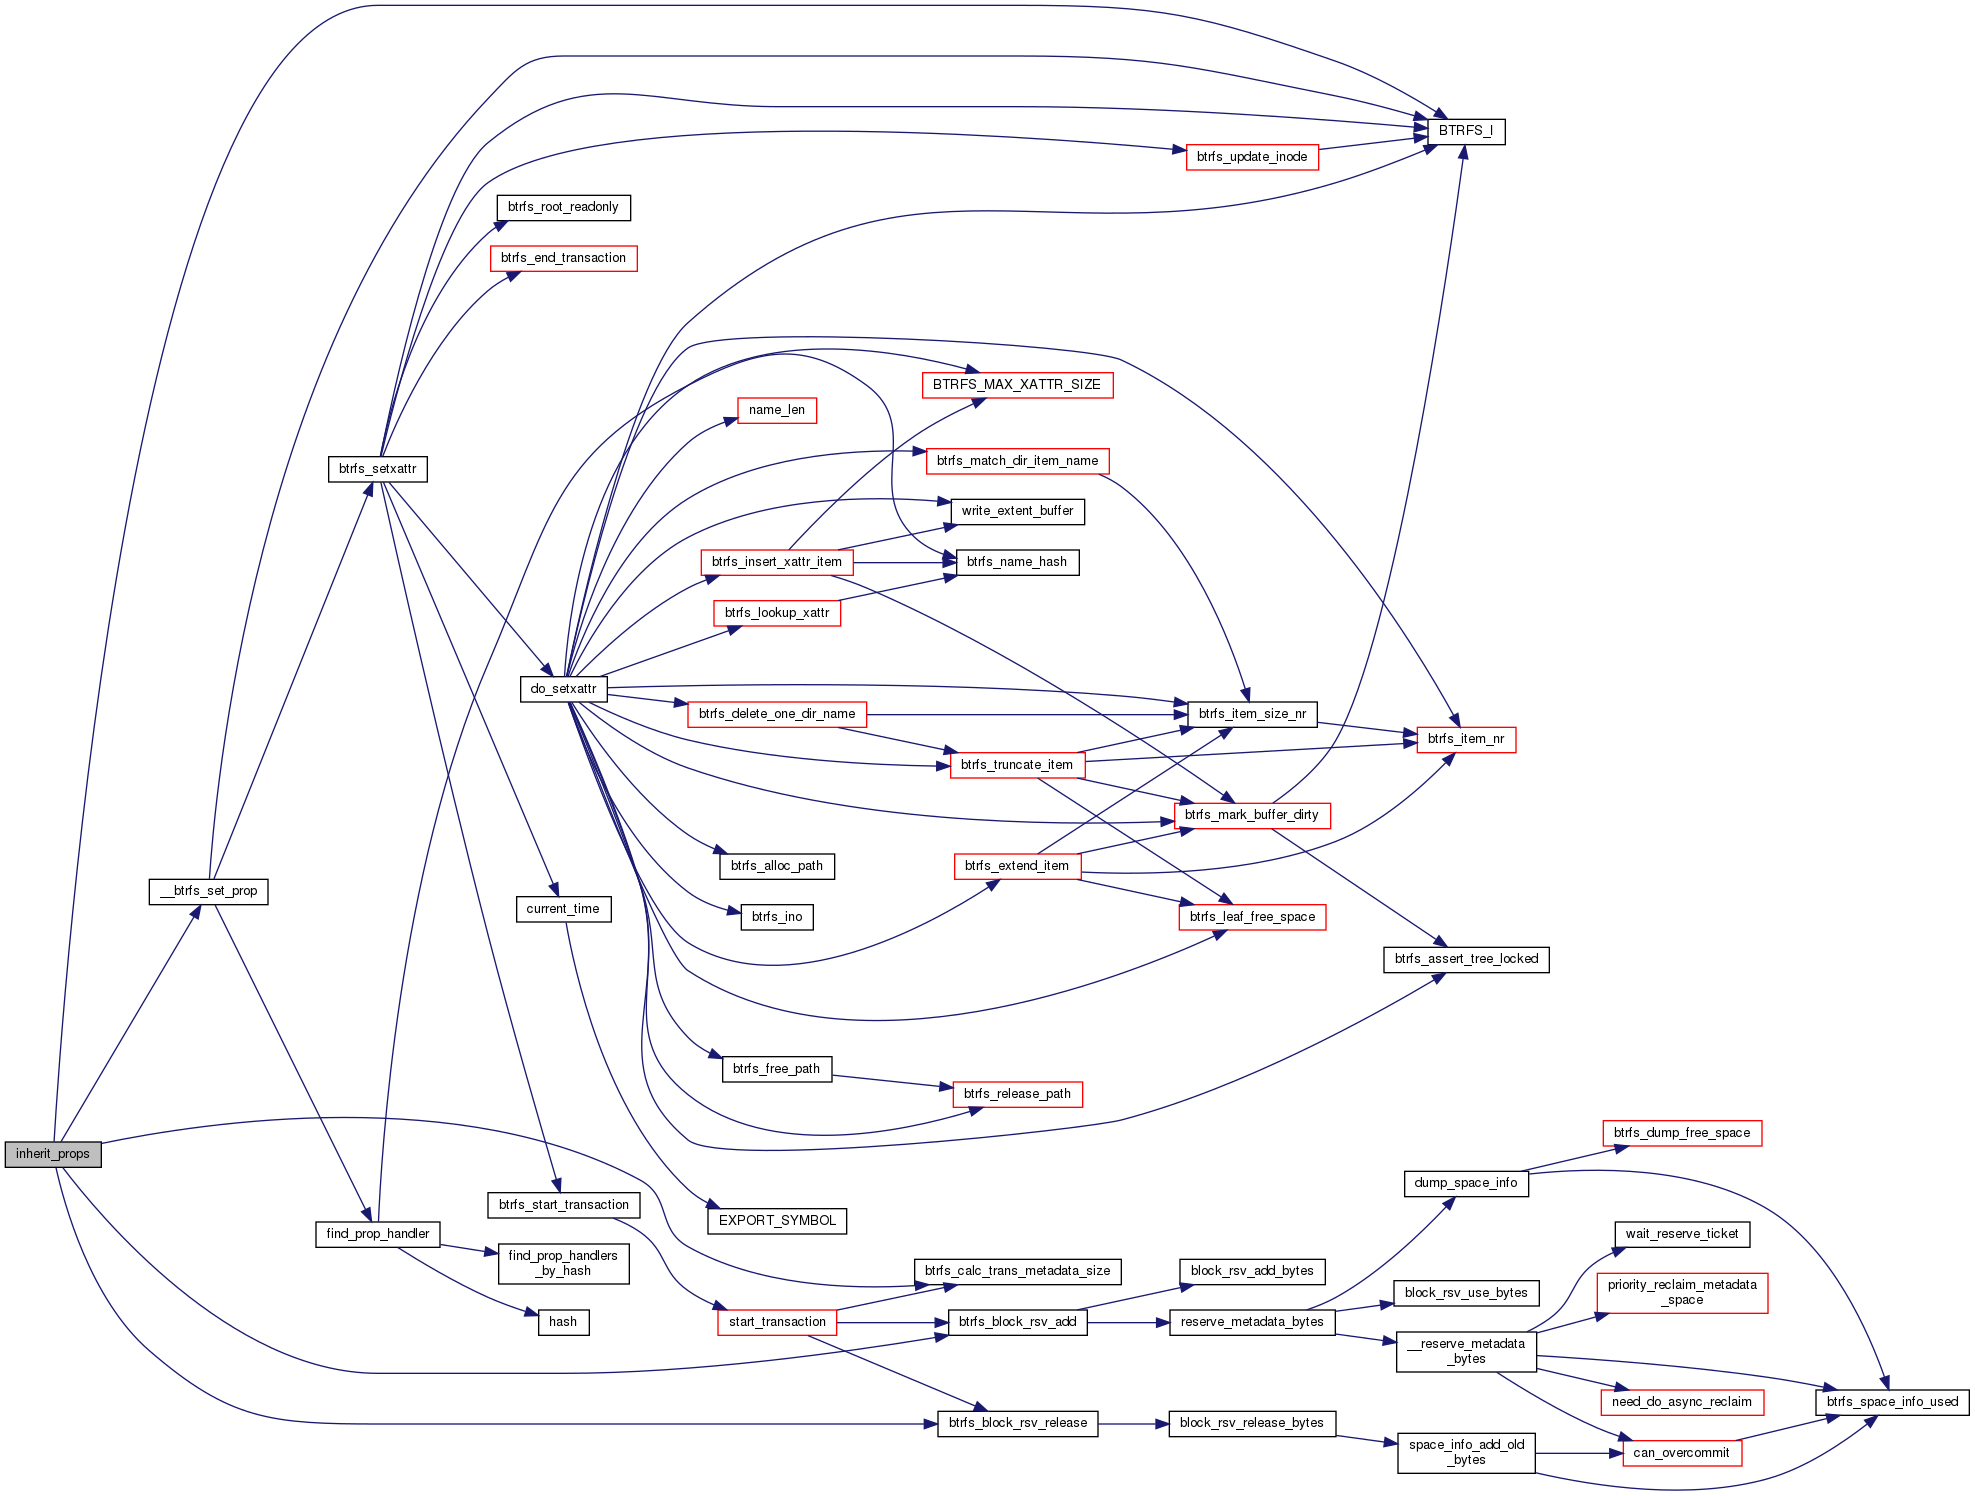 BTRFS_I
btrfs_update_inode
btrfs_root_readonly
btrfs_end_transaction
BTRFS_MAX_XATTR_SIZE
name_len
btrfs_setxattr
btrfs_match_dir_item_name
write_extent_buffer
btrfs_insert_xattr_item
btrfs_name_hash
btrfs_lookup_xattr
do_setxattr
btrfs_delete_one_dir_name
btrfs_item_size_nr
btrfs_item_nr
btrfs_truncate_item
btrfs_mark_buffer_dirty
btrfs_alloc_path
btrfs_extend_item
__btrfs_set_prop
current_time
btrfs_ino
btrfs_leaf_free_space
btrfs_assert_tree_locked
btrfs_free_path
btrfs_release_path
btrfs_dump_free_space
inherit_props
dump_space_info
btrfs_start_transaction
EXPORT_SYMBOL
find_prop_handler
wait_reserve_ticket
find_prop_handlers
_by_hash
btrfs_calc_trans_metadata_size
block_rsv_add_bytes
block_rsv_use_bytes
priority_reclaim_metadata
_space
hash
start_transaction
btrfs_block_rsv_add
reserve_metadata_bytes
__reserve_metadata
_bytes
need_do_async_reclaim
btrfs_space_info_used
btrfs_block_rsv_release
block_rsv_release_bytes
space_info_add_old
_bytes
can_overcommit